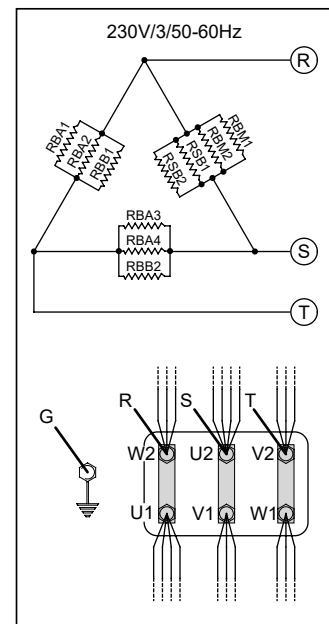 230V/3/50-60Hz
R
RBA1
RBA2
RBB1
RBM1
RBM2
RSB1
RSB2
RBA3
RBA4
RBB2
S
T
G
R
S
T
W2
U2
V2
U1
V1
W1